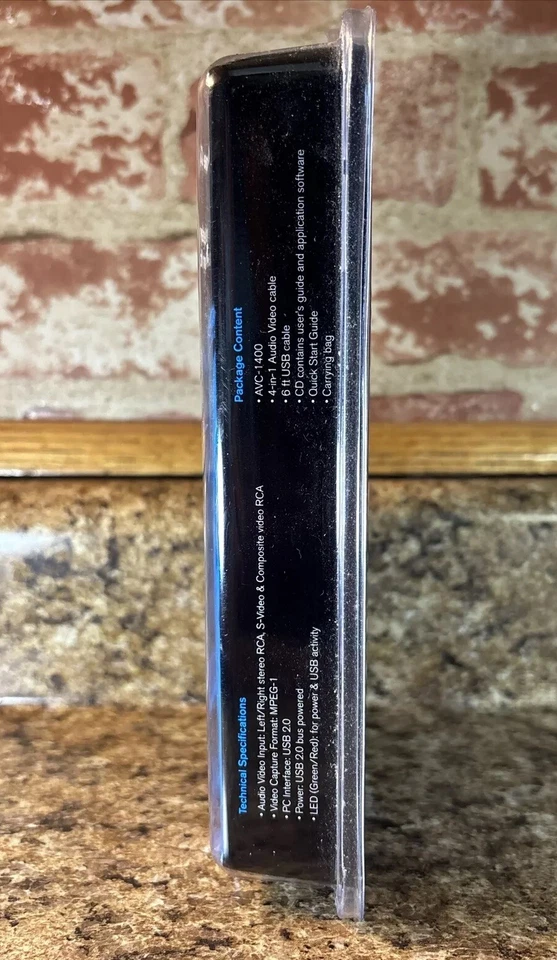 Technical Specifications
• Audio Video Input: Left/Right stereo RCA, S-Video & Composite video RCA
• Video Capture Format: MPEG-1
• PC Interface: USB 2.0
• Power: USB 2.0 bus powered
• LED (Green/Red): for power & USB activity
Package Content
• AVC-1400
• 4-in-1 Audio Video cable
• 6 ft USB cable
• CD contains user's guide and application software
• Quick Start Guide
• Carrying bag